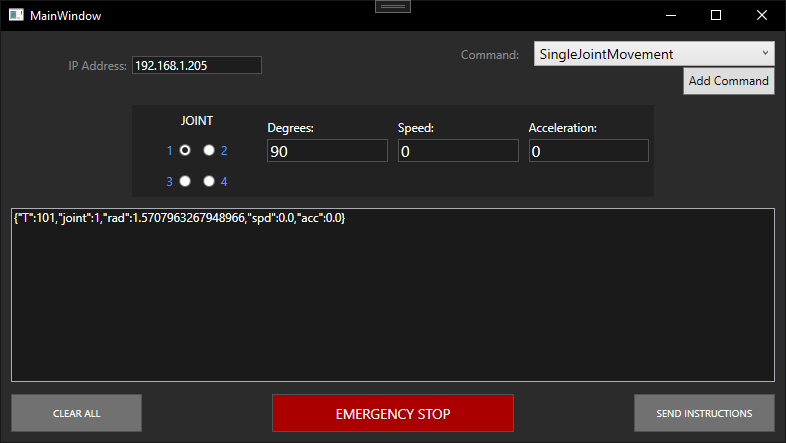 MainWindow
IP Address: 192.168.1.205
Command: SingleJointMovement
Add Command
JOINT
1 2
3 4
Degrees: Speed: Acceleration:
90 0 0
{"T":101,"joint":1,"rad":1.5707963267948966,"spd":0.0,"acc":0.0}
CLEAR ALL EMERGENCY STOP SEND INSTRUCTIONS